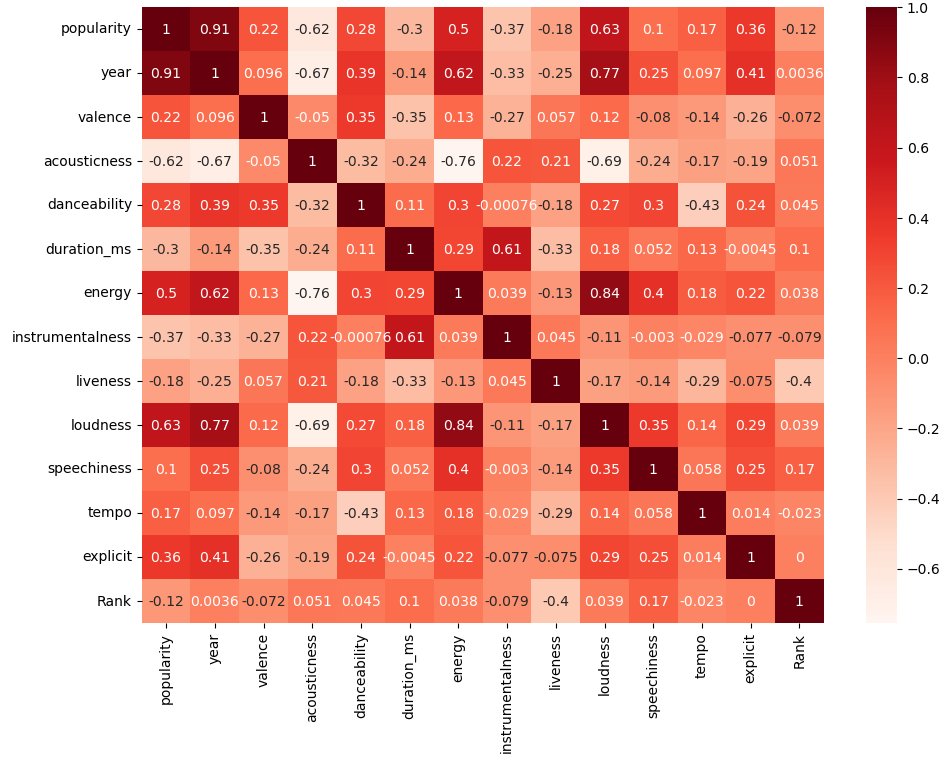 popularity 1 0.91 0.22 -0.62 0.28 -0.3 0.5 -0.37 -0.18 0.63 0.1 0.17 0.36 -0.12
year 0.91 1 0.096 -0.67 0.39 -0.14 0.62 -0.33 -0.25 0.77 0.25 0.097 0.41 0.0036
valence 0.22 0.096 1 -0.05 0.35 -0.35 0.13 -0.27 0.057 0.12 -0.08 -0.14 -0.26 -0.072
acousticness -0.62 -0.67 -0.05 1 -0.32 -0.24 -0.76 0.22 0.21 -0.69 -0.24 -0.17 -0.19 0.051
danceability 0.28 0.39 0.35 -0.32 1 0.11 0.3 -0.00076 -0.18 0.27 0.3 -0.43 0.24 0.045
duration_ms -0.3 -0.14 -0.35 -0.24 0.11 1 0.29 0.61 -0.33 0.18 0.052 0.13 -0.0045 0.1
energy 0.5 0.62 0.13 -0.76 0.3 0.29 1 0.039 -0.13 0.84 0.4 0.18 0.22 0.038
instrumentalness -0.37 -0.33 -0.27 0.22 -0.00076 0.61 0.039 1 0.045 -0.11 -0.003 -0.029 -0.077 -0.079
liveness -0.18 -0.25 0.057 0.21 -0.18 -0.33 -0.13 0.045 1 -0.17 -0.14 -0.29 -0.075 -0.4
loudness 0.63 0.77 0.12 -0.69 0.27 0.18 0.84 -0.11 -0.17 1 0.35 0.14 0.29 0.039
speechiness 0.1 0.25 -0.08 -0.24 0.3 0.052 0.4 -0.003 -0.14 0.35 1 0.058 0.25 0.17
tempo 0.17 0.097 -0.14 -0.17 -0.43 0.13 0.18 -0.029 -0.29 0.14 0.058 1 0.014 -0.023
explicit 0.36 0.41 -0.26 -0.19 0.24 -0.0045 0.22 -0.077 -0.075 0.29 0.25 0.014 1 0
Rank -0.12 0.0036 -0.072 0.051 0.045 0.1 0.038 -0.079 -0.4 0.039 0.17 -0.023 0 1
popularity
year
valence
acousticness
danceability
duration_ms
energy
instrumentalness
liveness
loudness
speechiness
tempo
explicit
Rank
1.0
0.8
0.6
0.4
0.2
0.0
−0.2
−0.4
−0.6